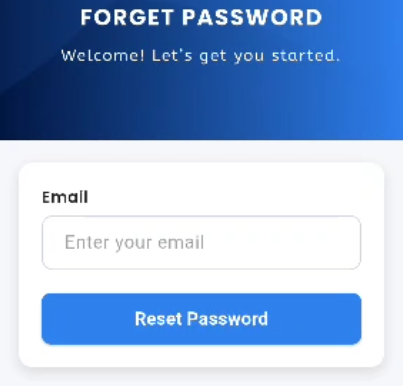 FORGET PASSWORD
Welcome! Let's get you started.
Email
Enter your email
Reset Password